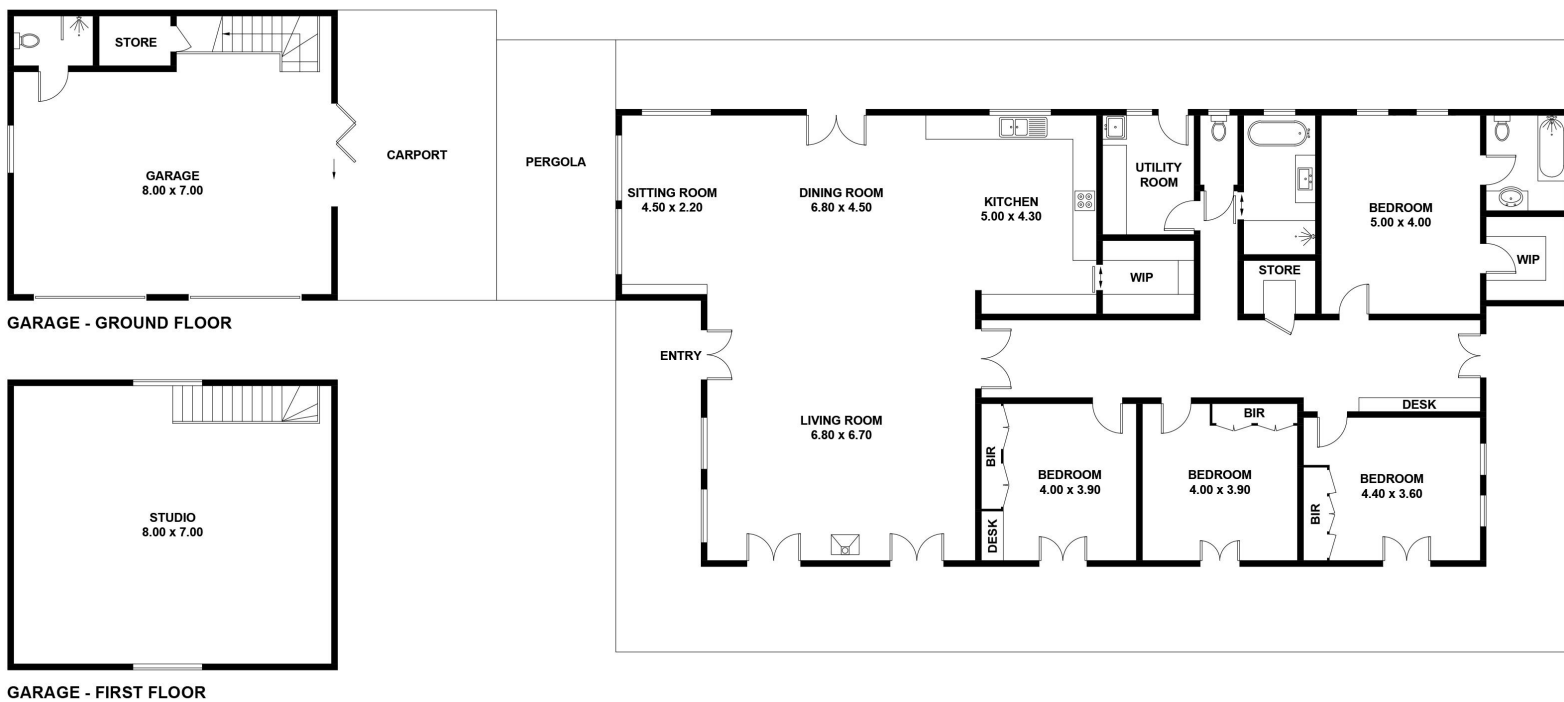 STORE
GARAGE
8.00 x 7.00
CARPORT
GARAGE - GROUND FLOOR
STUDIO
8.00 x 7.00
GARAGE - FIRST FLOOR
PERGOLA
SITTING ROOM
4.50 x 2.20
DINING ROOM
6.80 x 4.50
KITCHEN
5.00 x 4.30
UTILITY
ROOM
WIP
STORE
BEDROOM
5.00 x 4.00
WIP
ENTRY
LIVING ROOM
6.80 x 6.70
BIR
DESK
BEDROOM
4.00 x 3.90
BIR
BEDROOM
4.00 x 3.90
DESK
BIR
BEDROOM
4.40 x 3.60